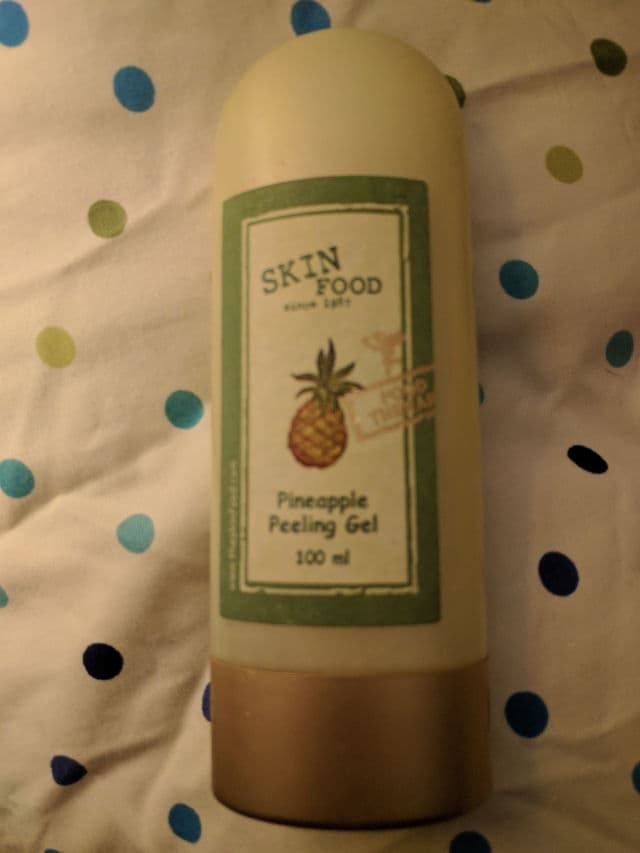 SKIN
FOOD
since 1957
Pineapple
Peeling Gel
100 ml